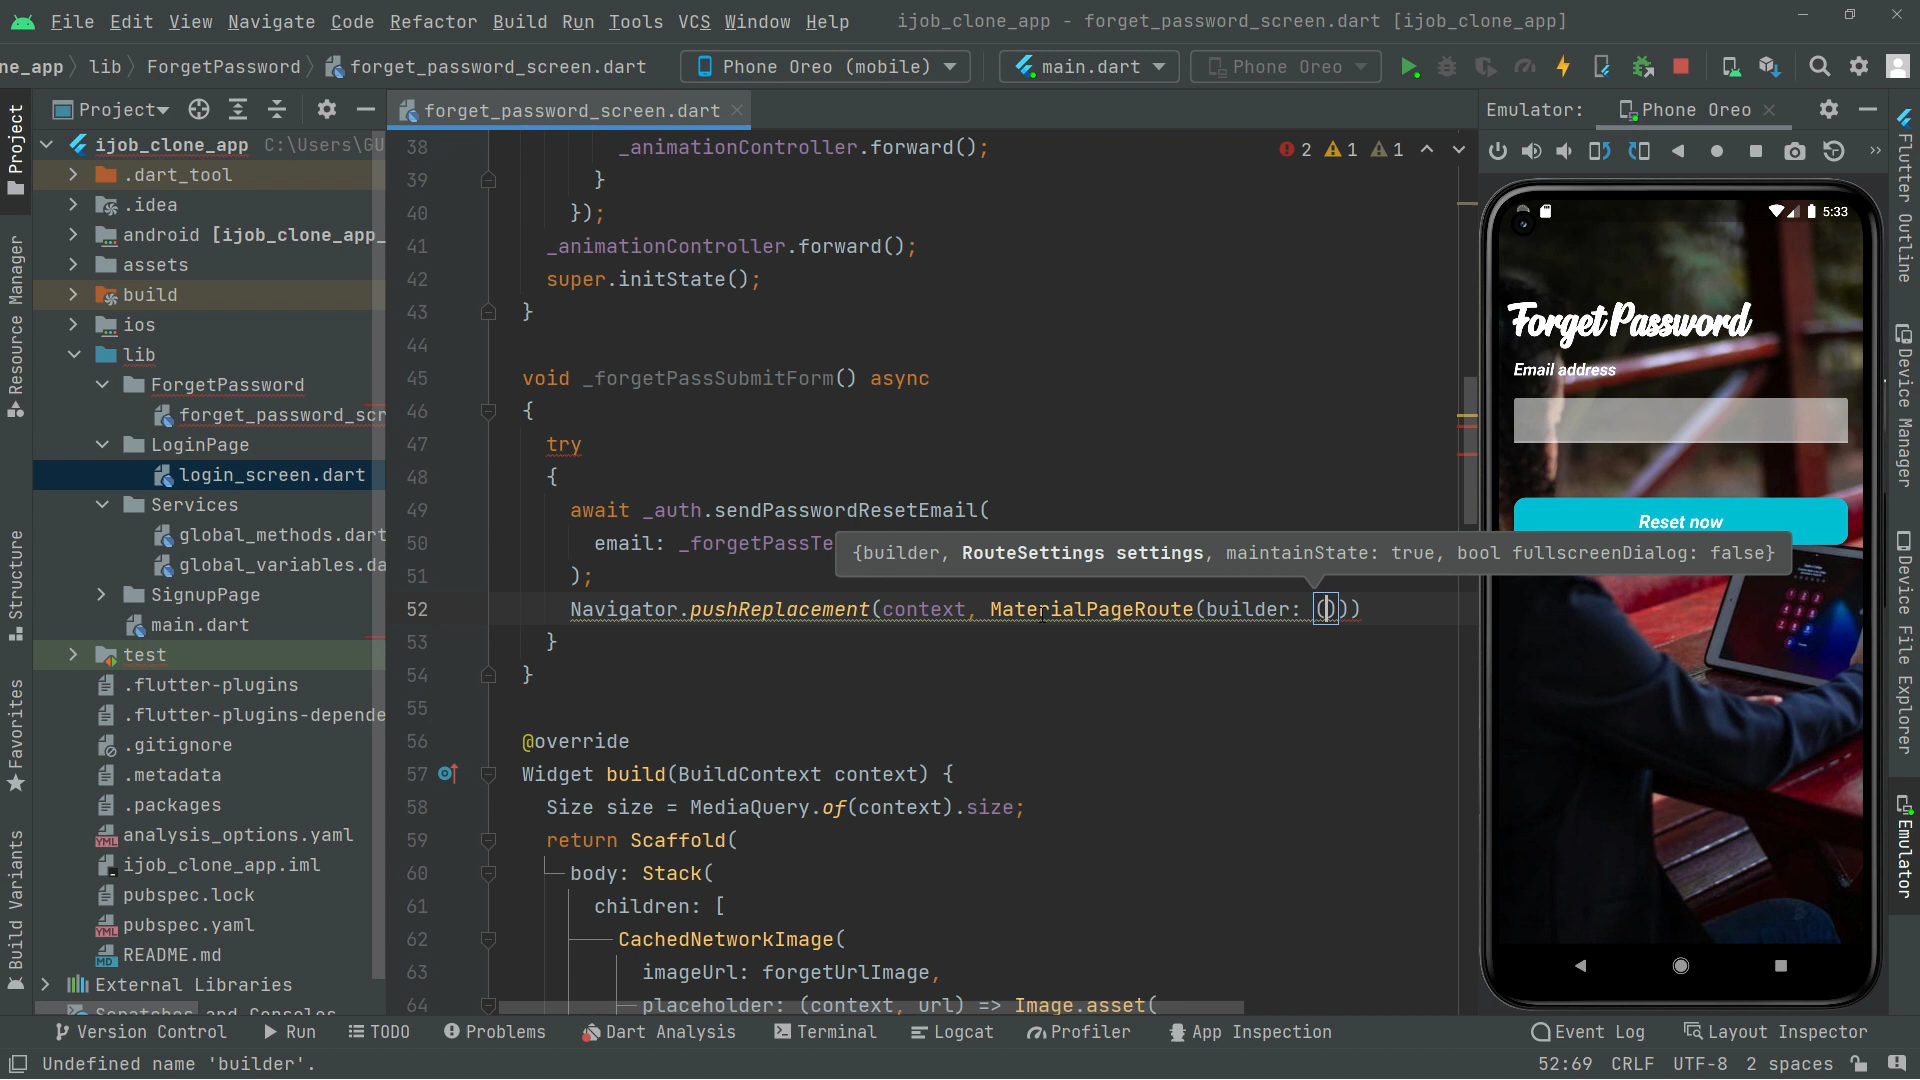 File Edit View Navigate Code Refactor Build Run Tools VCS Window Help ijob_clone_app - forget_password_screen.dart [ijob_clone_app]
ne_app lib ForgetPassword forget_password_screen.dart Phone Oreo (mobile) main.dart Phone Oreo
Project forget_password_screen.dart Emulator: Phone Oreo
ijob_clone_app C:\Users\GU
.dart_tool
.idea
android [ijob_clone_app_
assets
build
ios
lib
ForgetPassword
forget_password_scr
LoginPage
login_screen.dart
Services
global_methods.dart
global_variables.da
SignupPage
main.dart
test
.flutter-plugins
.flutter-plugins-depende
.gitignore
.metadata
.packages
analysis_options.yaml
ijob_clone_app.iml
pubspec.lock
pubspec.yaml
README.md
External Libraries
Scratches and Consoles
38 _animationController.forward(); 2 1 1
39 }
40 });
41 _animationController.forward();
42 super.initState();
43 }
44
45 void _forgetPassSubmitForm() async
46 {
47 try
48 {
49 await _auth.sendPasswordResetEmail(
50 email: _forgetPassTe
{builder, RouteSettings settings, maintainState: true, bool fullscreenDialog: false}
51 );
52 Navigator.pushReplacement(context, MaterialPageRoute(builder: ()))
53 }
54 }
55
56 @override
57 Widget build(BuildContext context) {
58 Size size = MediaQuery.of(context).size;
59 return Scaffold(
60 body: Stack(
61 children: [
62 CachedNetworkImage(
63 imageUrl: forgetUrlImage,
64 placeholder: (context, url) => Image.asset(
5:33
Forget Password
Email address
Reset now
Project
Resource Manager
Structure
Favorites
Build Variants
Flutter Outline
Device Manager
Device File Explorer
Emulator
Version Control Run TODO Problems Dart Analysis Terminal Logcat Profiler App Inspection Event Log Layout Inspector
Undefined name 'builder'. 52:69 CRLF UTF-8 2 spaces